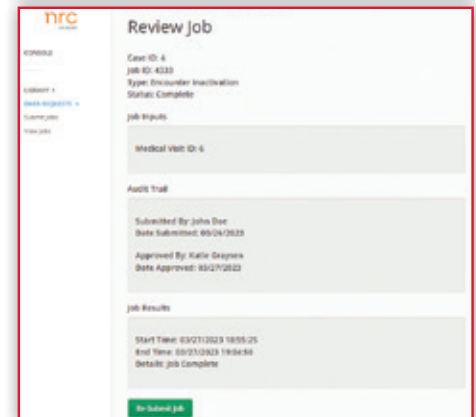 nrc
CONSOLE
LIBRARY
DATA REQUESTS
Submit Jobs
View Jobs
Review Job
Case ID: 6
Job ID: 4333
Type: Encounter Inactivation
Status: Complete
Job Inputs
Medical Visit ID: 6
Audit Trail
Submitted By: John Doe
Date Submitted: 03/24/2023
Approved By: Katie Graysen
Date Approved: 03/27/2023
Job Results
Start Time: 03/27/2023 18:55:25
End Time: 03/27/2023 19:04:56
Details: Job Complete
Re-Submit Job